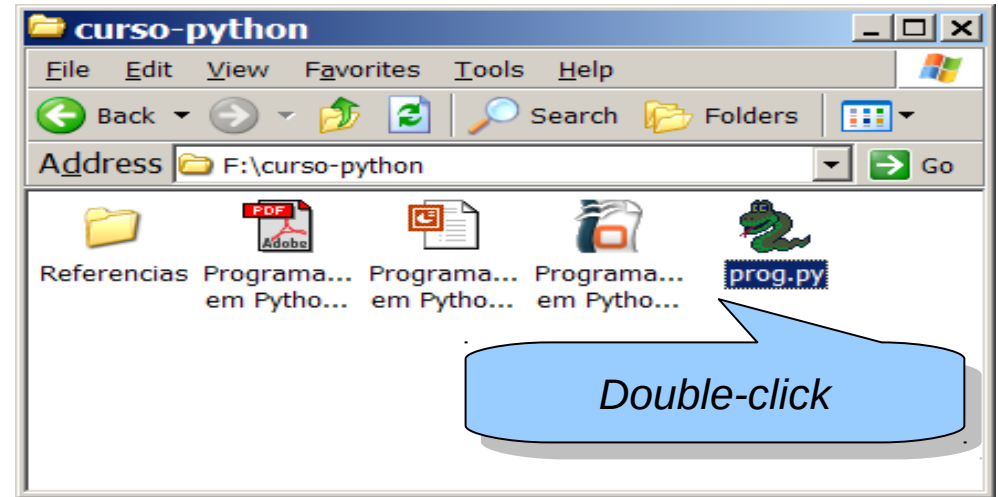 curso-python
File Edit View Favorites Tools Help
Back Search Folders
Address F:\curso-python Go
PDF
Adobe
Referencias Programa... Programa... Programa... prog.py
em Pytho... em Pytho... em Pytho...
Double-click